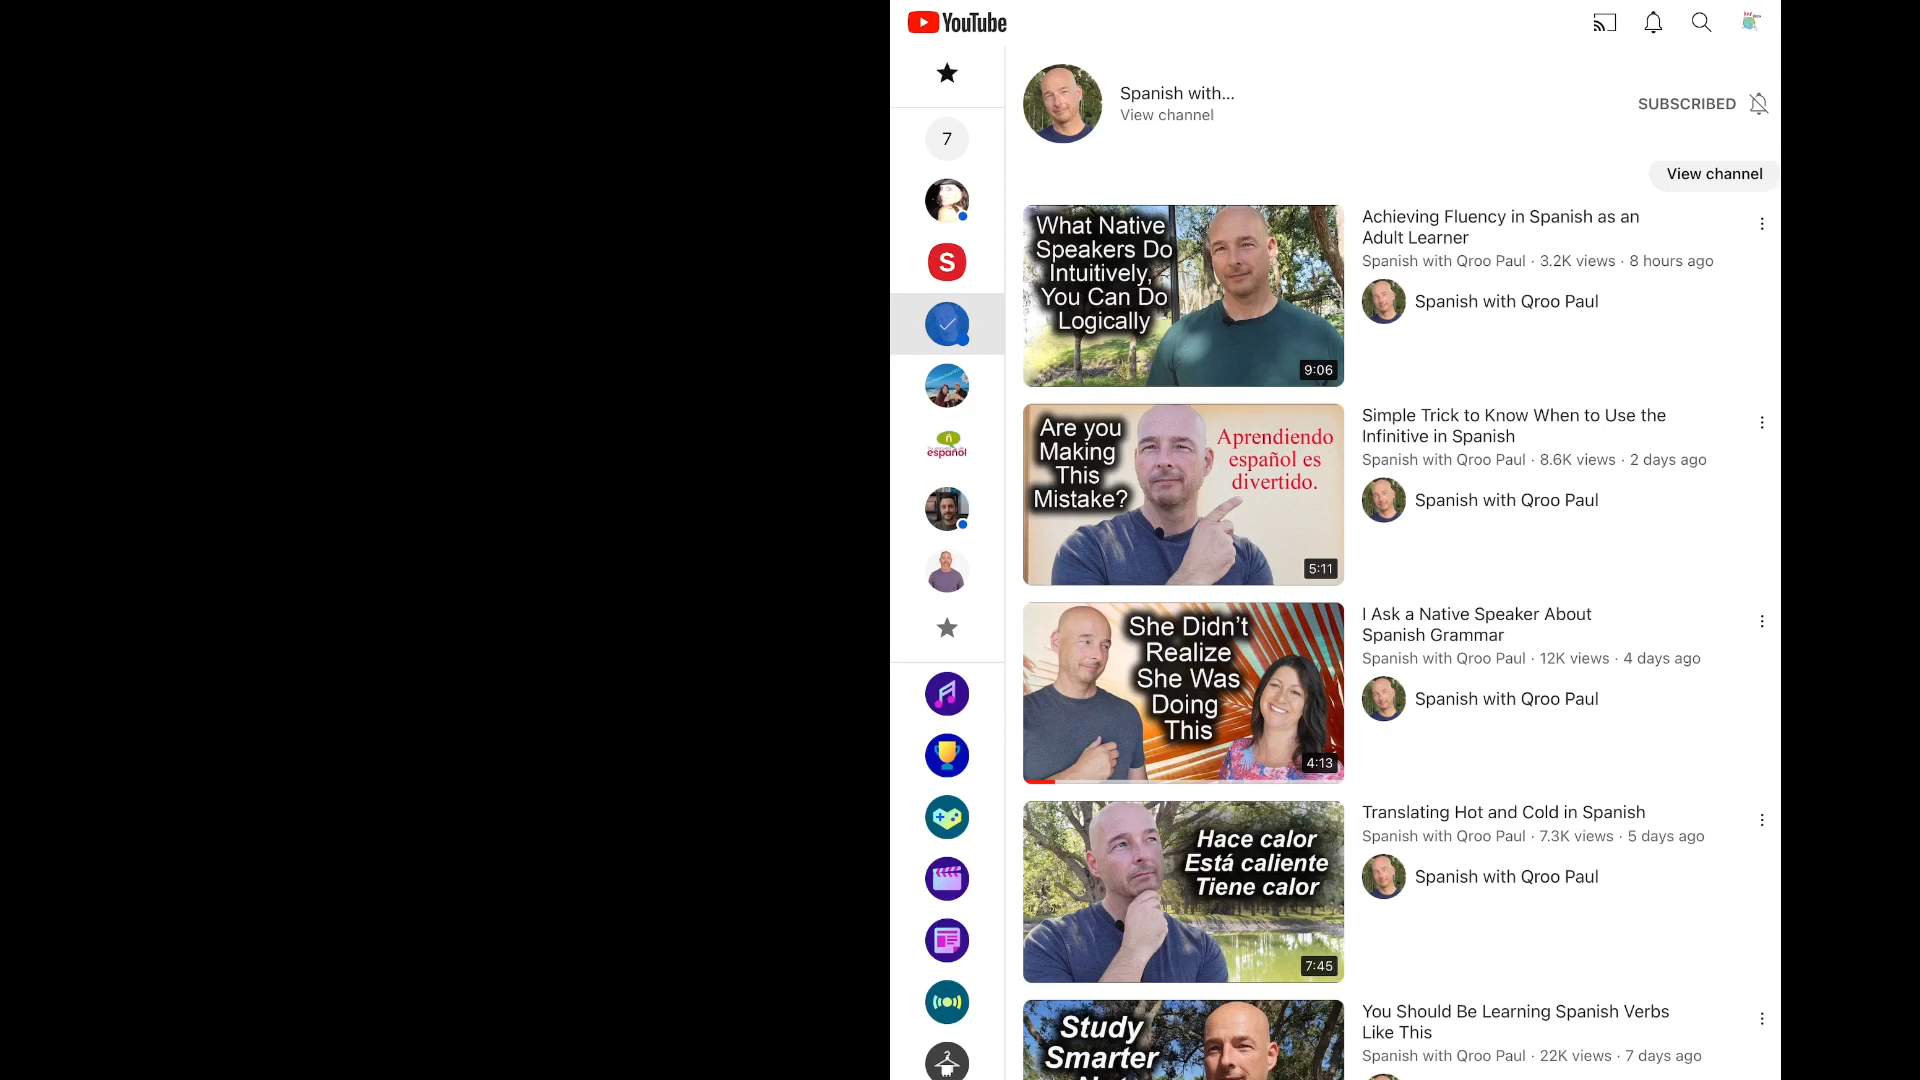 YouTube
Spanish with...
View channel
SUBSCRIBED
7
View channel
S
What Native
Speakers Do
Intuitively,
You Can Do
Logically
9:06
Achieving Fluency in Spanish as an
Adult Learner
Spanish with Qroo Paul · 3.2K views · 8 hours ago
Spanish with Qroo Paul
ñ
español
Are you
Making
This
Mistake?
Aprendiendo
español es
divertido.
5:11
Simple Trick to Know When to Use the
Infinitive in Spanish
Spanish with Qroo Paul · 8.6K views · 2 days ago
Spanish with Qroo Paul
She Didn't
Realize
She Was
Doing
This
4:13
I Ask a Native Speaker About
Spanish Grammar
Spanish with Qroo Paul · 12K views · 4 days ago
Spanish with Qroo Paul
Hace calor
Está caliente
Tiene calor
7:45
Translating Hot and Cold in Spanish
Spanish with Qroo Paul · 7.3K views · 5 days ago
Spanish with Qroo Paul
Study
Smarter
You Should Be Learning Spanish Verbs
Like This
Spanish with Qroo Paul · 22K views · 7 days ago